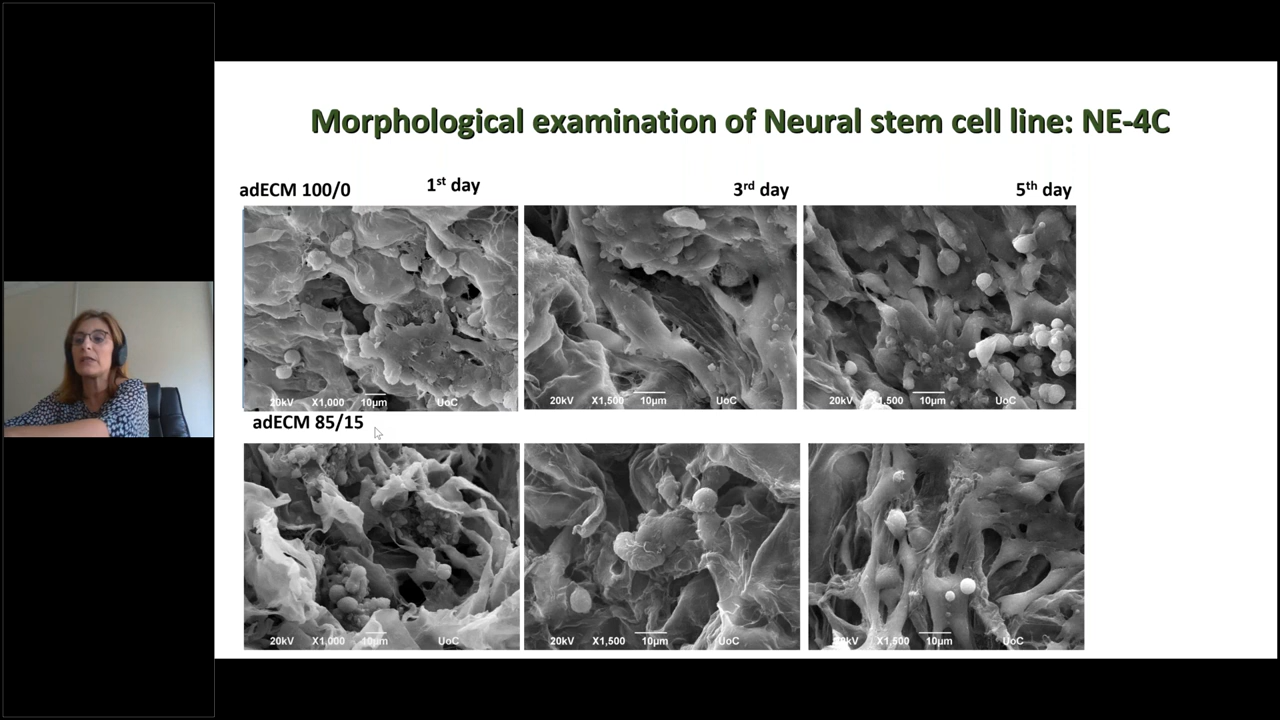 Morphological examination of Neural stem cell line: NE-4C
adECM 100/0
1st day
3rd day
5th day
20kV X1,000 10µm UoC
20kV X1,500 10µm UoC
20kV X1,500 10µm UoC
adECM 85/15
20kV X1,000 10µm UoC
20kV X1,500 10µm UoC
X1,500 10µm UoC